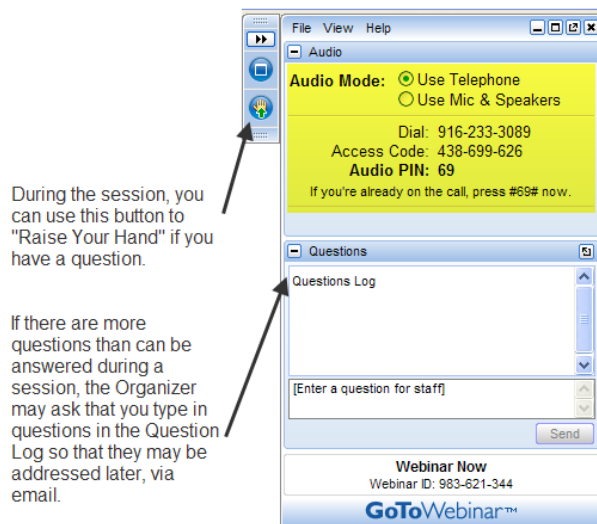 File View Help
Audio
Audio Mode: Use Telephone
Use Mic & Speakers
Dial: 916-233-3089
Access Code: 438-699-626
Audio PIN: 69
If you're already on the call, press #69# now.
During the session, you
can use this button to
"Raise Your Hand" if you
have a question.
Questions
Questions Log
If there are more
questions than can be
answered during a
session, the Organizer
may ask that you type in
questions in the Question
Log so that they may be
addressed later, via
email.
[Enter a question for staff]
Send
Webinar Now
Webinar ID: 983-621-344
GoToWebinar™